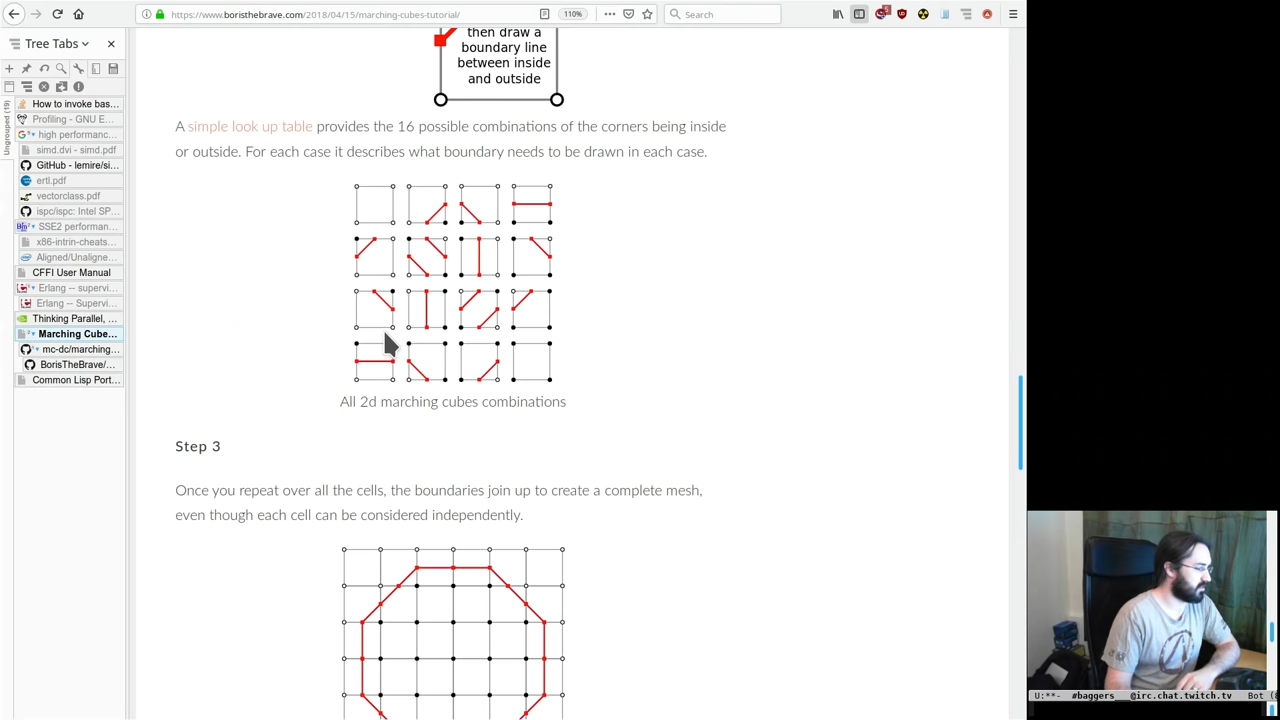 https://www.boristhebrave.com/2018/04/15/marching-cubes-tutorial/
110%
Search
Tree Tabs
Ungrouped (19)
How to invoke bas...
Profiling - GNU E...
high performanc...
simd.dvi - simd.pdf
GitHub - lemire/si...
ertl.pdf
vectorclass.pdf
ispc/ispc: Intel SP...
SSE2 performan...
x86-intrin-cheats...
Aligned/Unaligne...
CFFI User Manual
Erlang -- supervi...
Erlang -- Supervi...
Thinking Parallel, ...
Marching Cube...
mc-dc/marching...
BorisTheBrave/...
Common Lisp Port...
then draw a
boundary line
between inside
and outside
A simple look up table provides the 16 possible combinations of the corners being inside
or outside. For each case it describes what boundary needs to be drawn in each case.
All 2d marching cubes combinations
Step 3
Once you repeat over all the cells, the boundaries join up to create a complete mesh,
even though each cell can be considered independently.
U:**- #baggers__@irc.chat.twitch.tv Bot